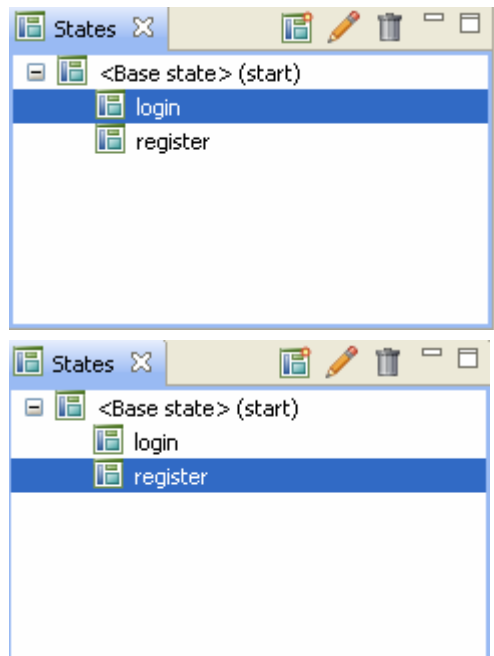 States
<Base state> (start)
login
register
States
<Base state> (start)
login
register